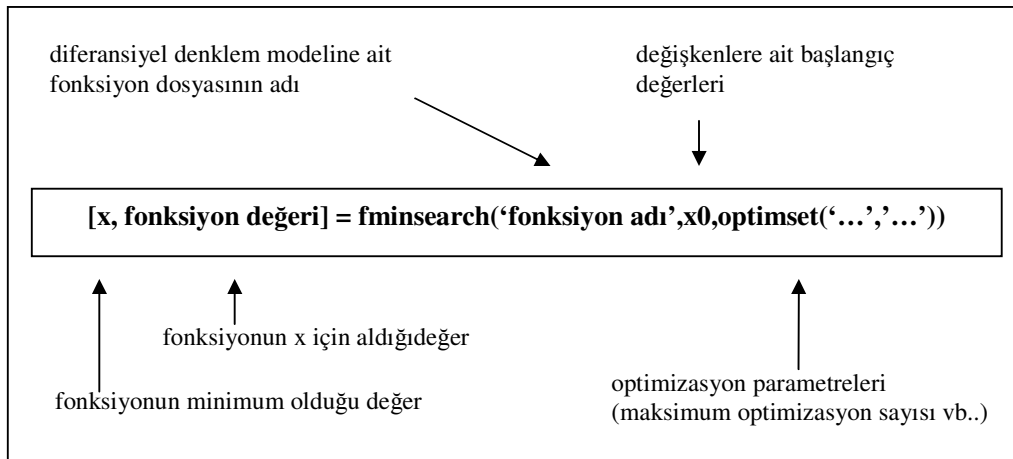 diferansiyel denklem modeline ait
fonksiyon dosyasının adı
değişkenlere ait başlangıç
değerleri
[x, fonksiyon değeri] = fminsearch(‘fonksiyon adı’,x0,optimset(‘…’,’…’))
fonksiyonun x için aldığıdeğer
fonksiyonun minimum olduğu değer
optimizasyon parametreleri
(maksimum optimizasyon sayısı vb..)